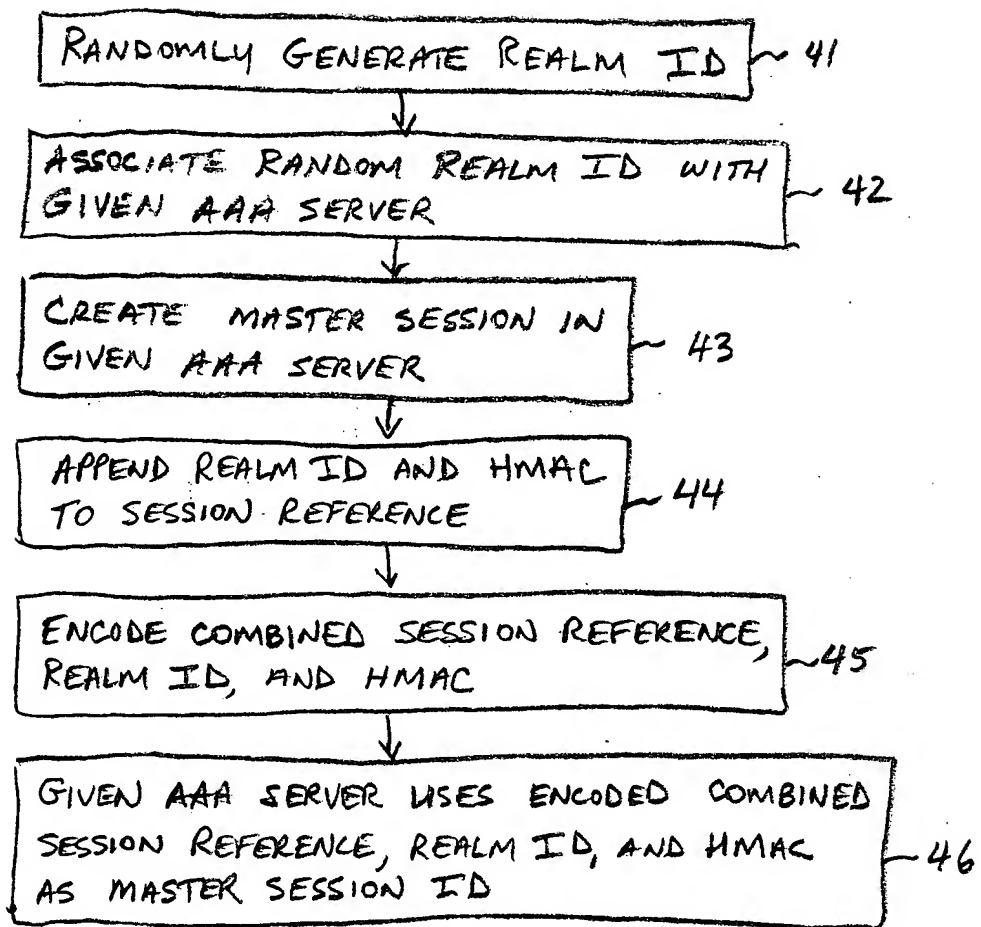 RANDOMLY GENERATE REALM ID 41
ASSOCIATE RANDOM REALM ID WITH
GIVEN AAA SERVER 42
CREATE MASTER SESSION IN
GIVEN AAA SERVER 43
APPEND REALM ID AND HMAC
TO SESSION REFERENCE 44
ENCODE COMBINED SESSION REFERENCE,
REALM ID, AND HMAC 45
GIVEN AAA SERVER USES ENCODED COMBINED
SESSION REFERENCE, REALM ID, AND HMAC
AS MASTER SESSION ID 46